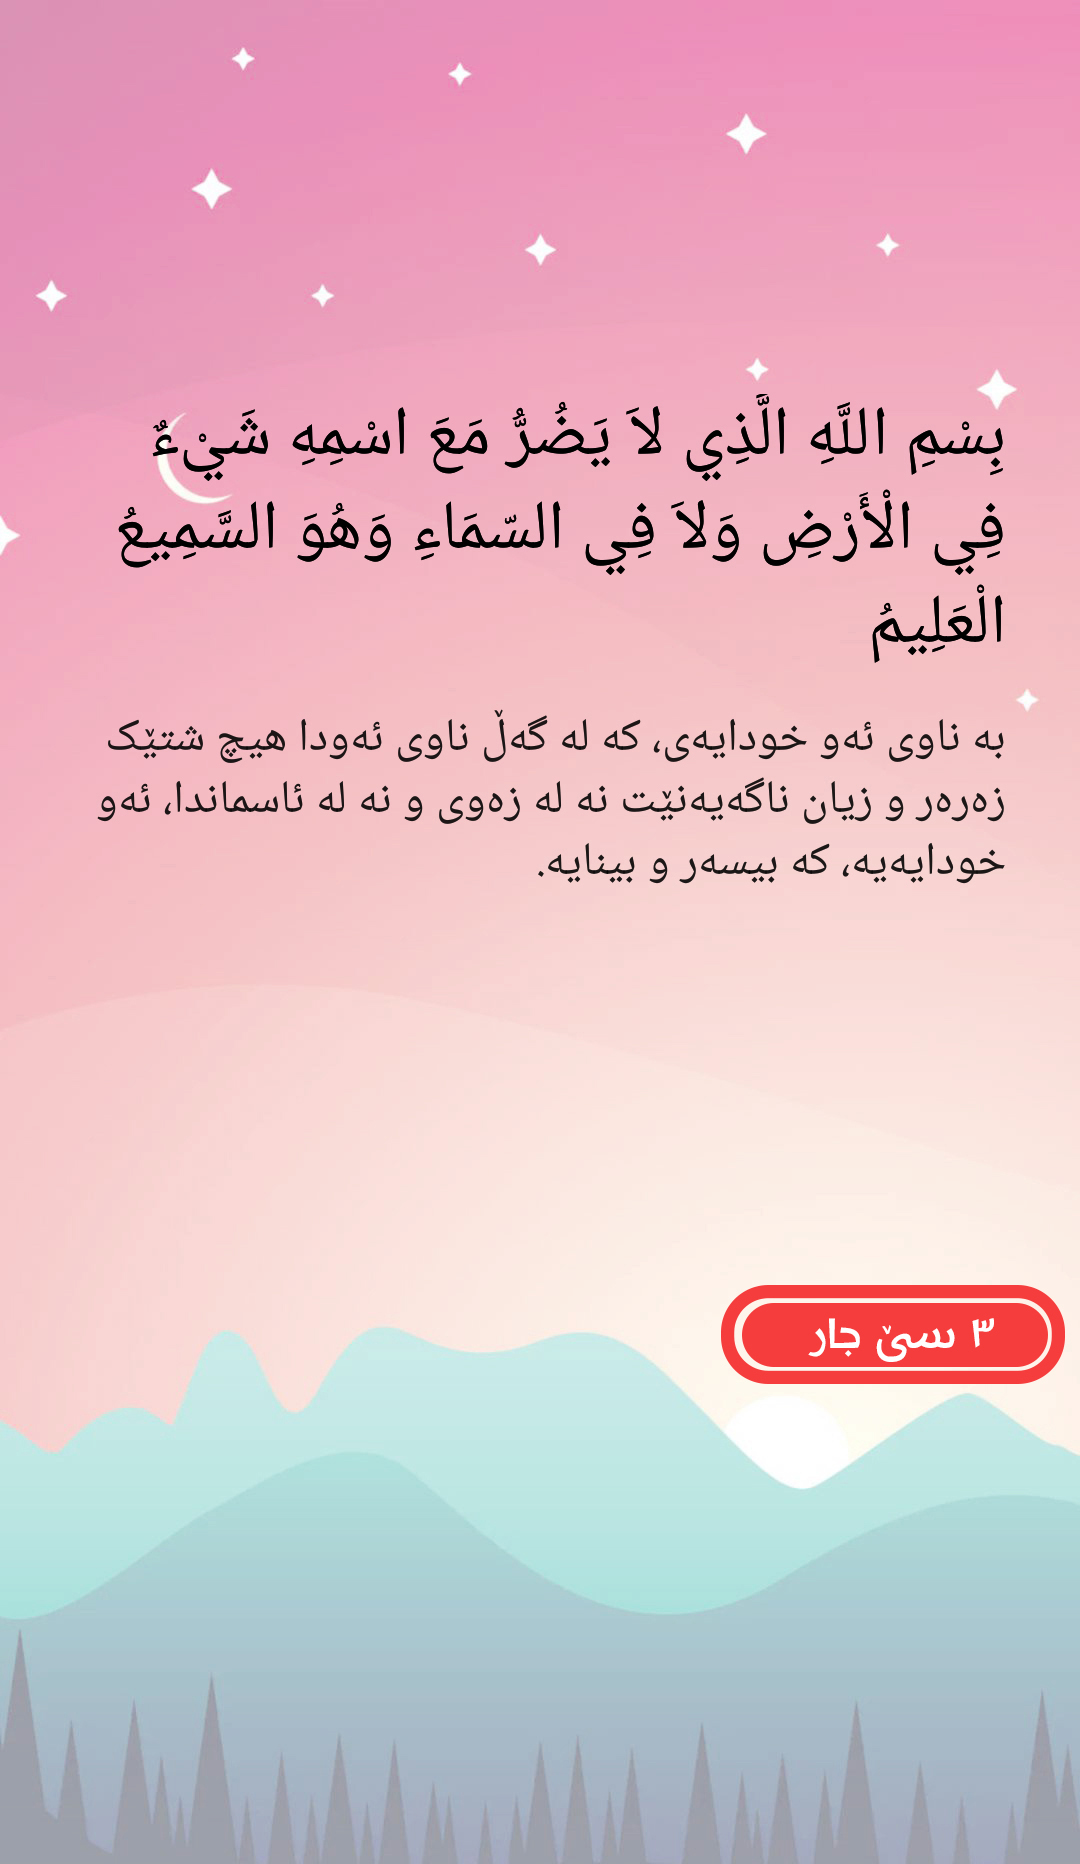 بِسْمِ اللَّهِ الَّذِي لاَ يَضُرُّ مَعَ اسْمِهِ شَيْءٌ
فِي الْأَرْضِ وَلاَ فِي السّمَاءِ وَهُوَ السَّمِيعُ
الْعَلِيمُ
بە ناوی ئەو خودایەی، کە لە گەڵ ناوی ئەودا هیچ شتێک
زەرەر و زیان ناگەیەنێت نە لە زەوی و نە لە ئاسماندا، ئەو
خودایەیە، کە بیسەر و بینایە.
٣ سێ جار